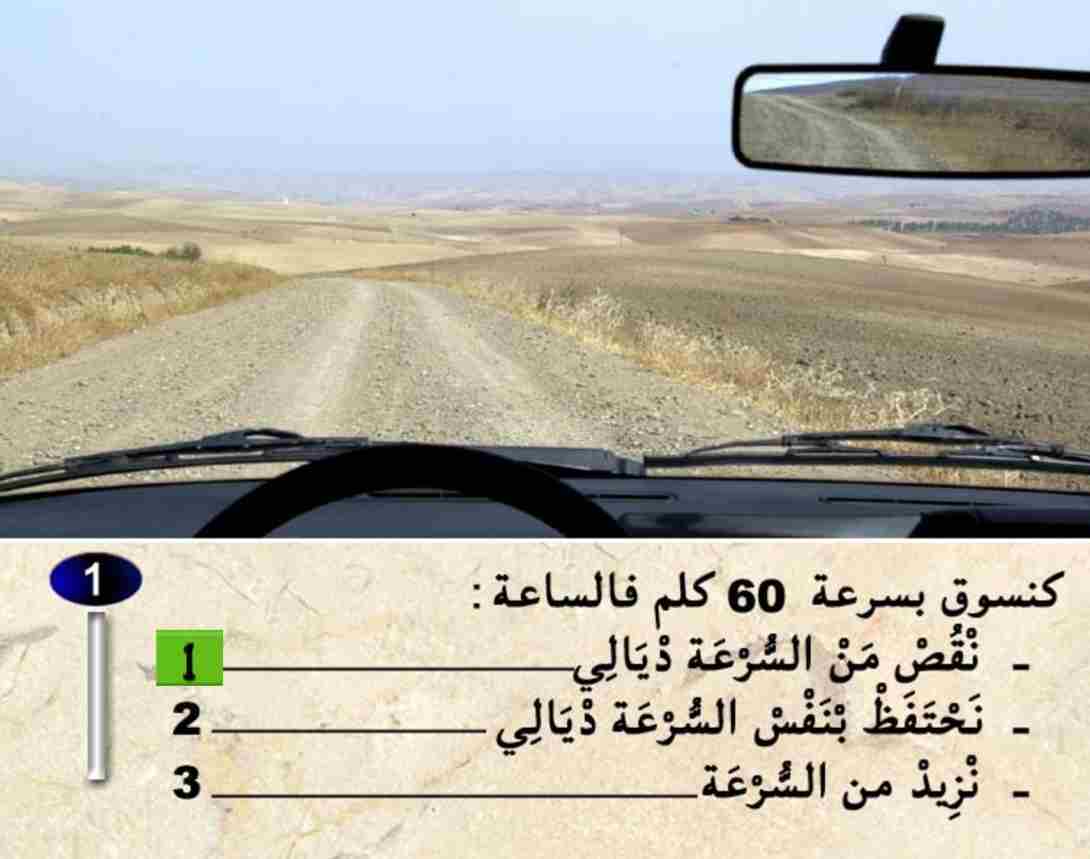 1
كنسوق بسرعة 60 كلم فالساعة :
- نْقُصْ مَنْ السُّرْعَة دْيَالِي 1
- نَحْتَفَظْ بْنَفْسْ السُّرْعَة دْيَالِي 2
- نْزِيدْ من السُّرْعَة 3